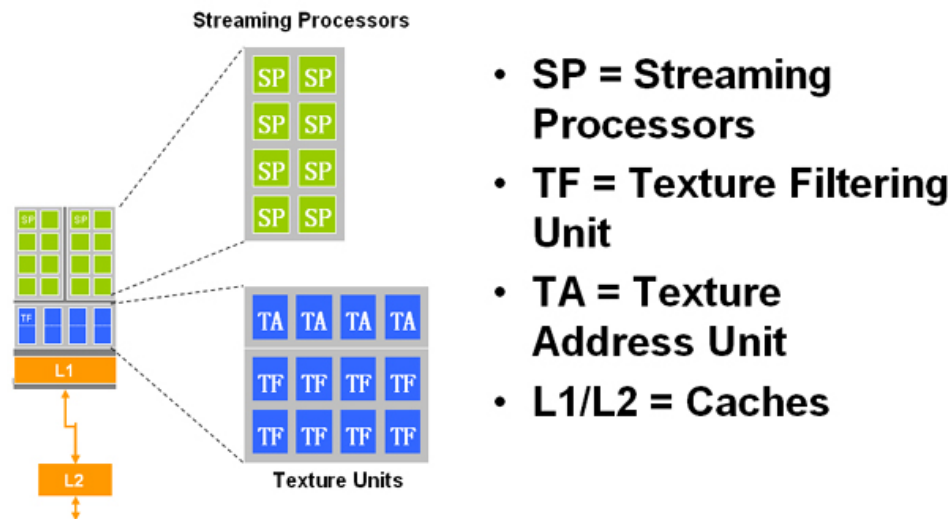 Streaming Processors
SP SP
SP SP
SP SP
SP SP
• SP = Streaming
Processors
• TF = Texture Filtering
Unit
• TA = Texture
Address Unit
• L1/L2 = Caches
SP SP
TF
L1
L2
TA TA TA TA
TF TF TF TF
TF TF TF TF
Texture Units